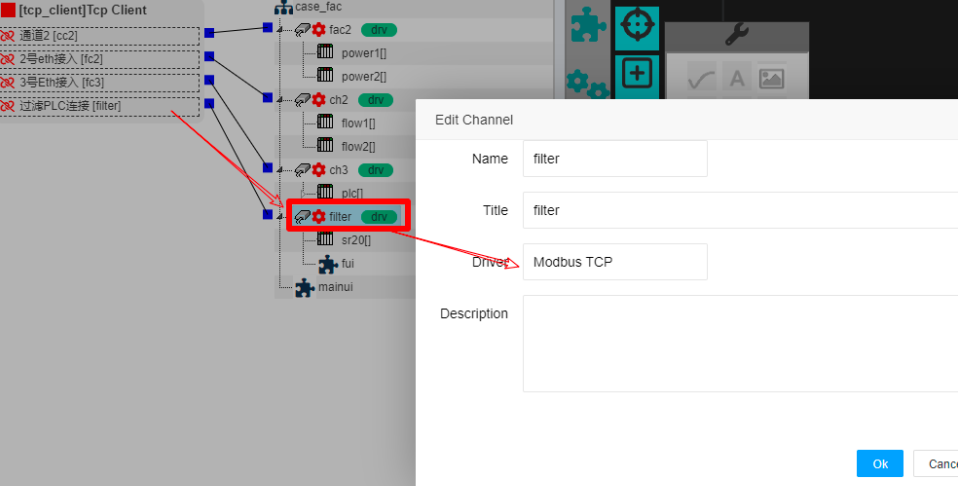 [tcp_client]Tcp Client
通道2 [cc2]
2号eth接入 [fc2]
3号Eth接入 [fc3]
过滤PLC连接 [filter]
case_fac
fac2 drv
power1[]
power2[]
ch2 drv
flow1[]
flow2[]
ch3 drv
plc[]
filter drv
sr20[]
fui
mainui
A
Edit Channel
Name filter
Title filter
Driver Modbus TCP
Description
Ok Cance